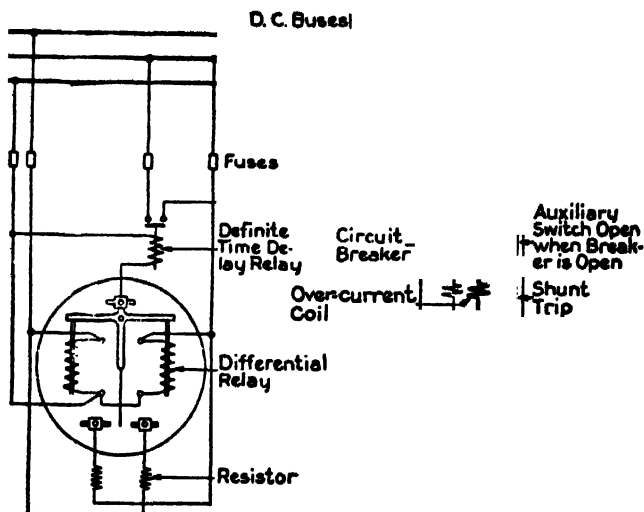 D. C. Buses
Fuses
Definite
Time De-
lay Relay
Circuit
Breaker
Auxiliary
Switch Open
when Break-
er is Open
Over-current
Coil
Shunt
Trip
Differential
Relay
Resistor